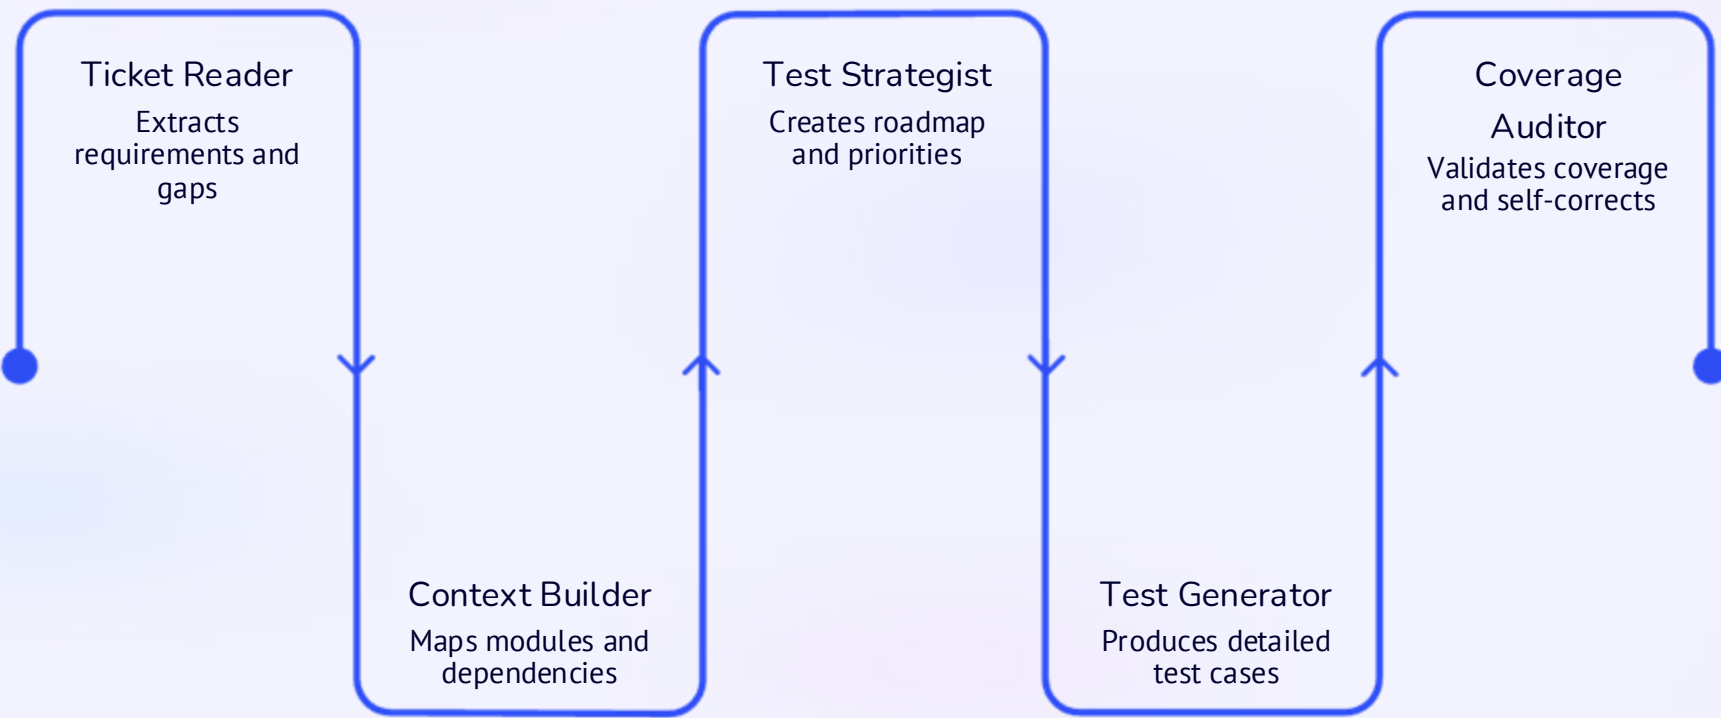 Ticket Reader
Extracts
requirements and
gaps
Context Builder
Maps modules and
dependencies
Test Strategist
Creates roadmap
and priorities
Test Generator
Produces detailed
test cases
Coverage
Auditor
Validates coverage
and self-corrects